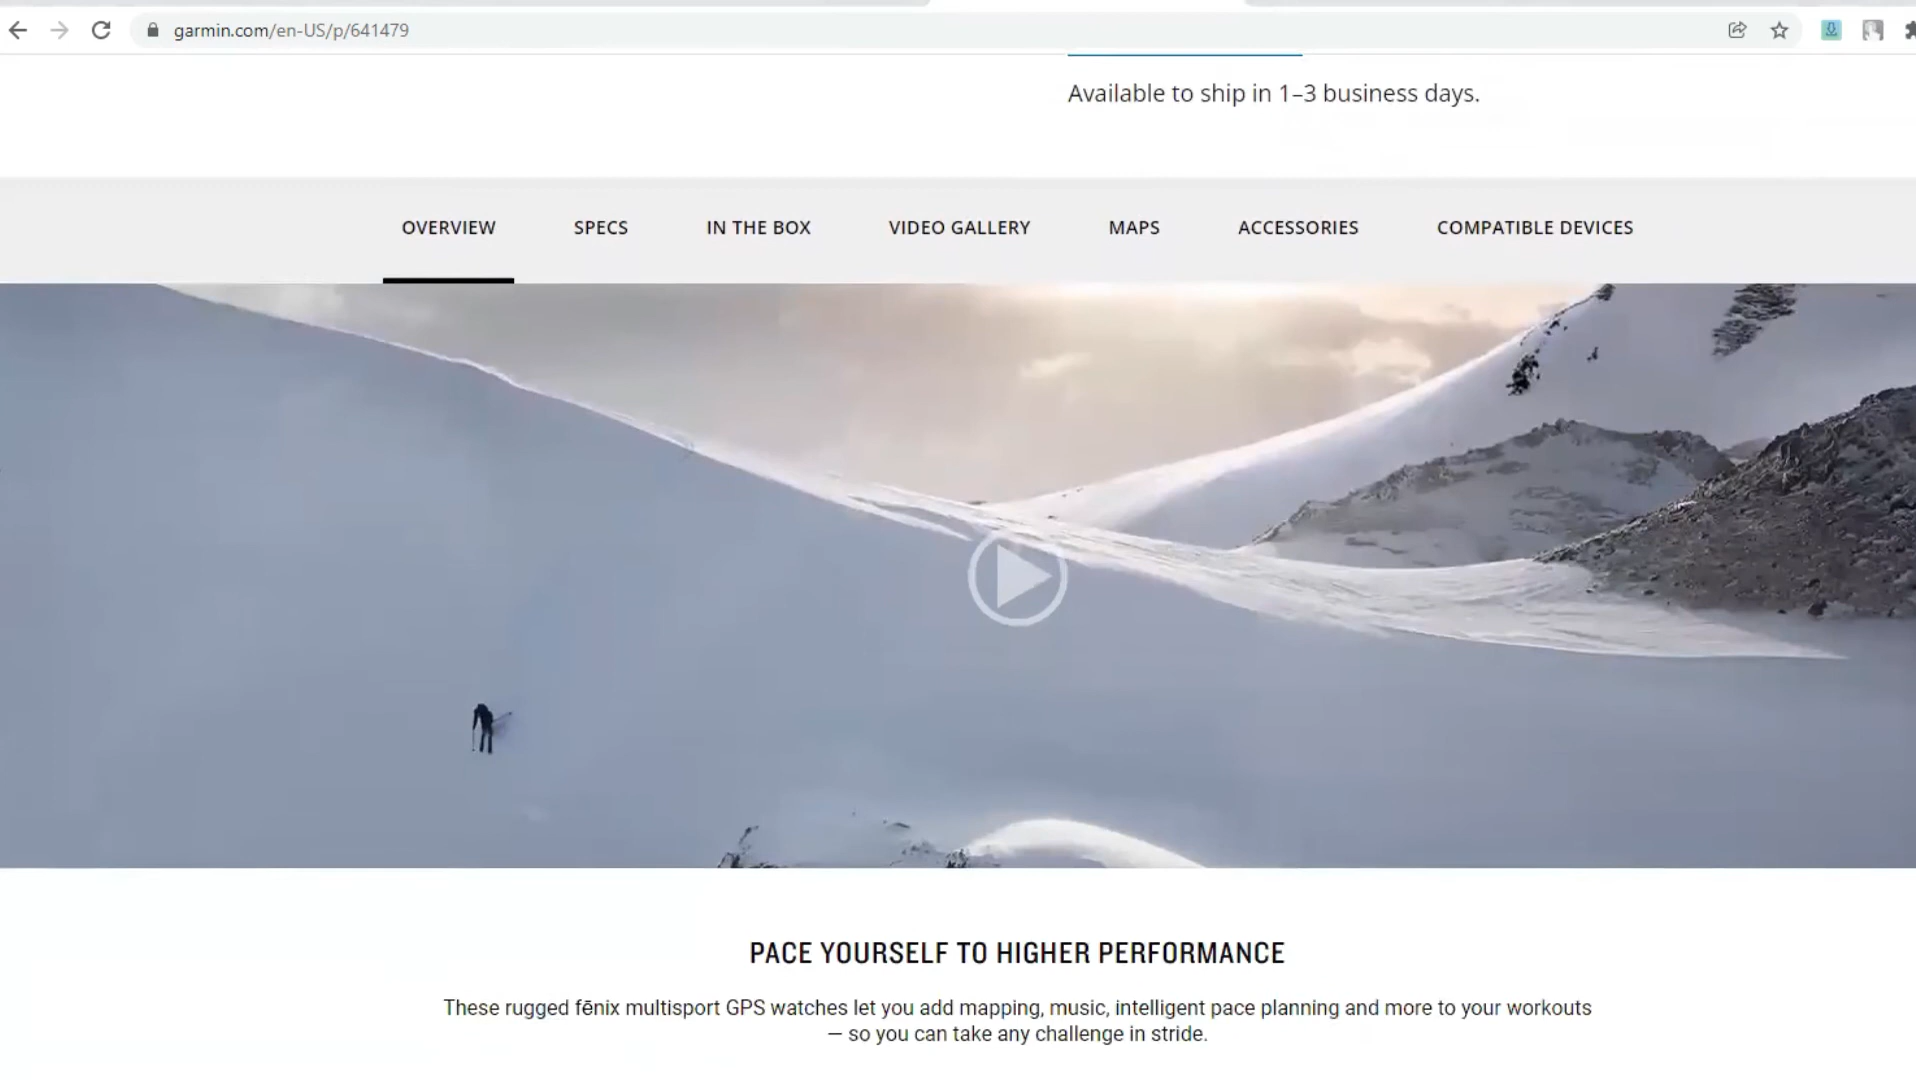 garmin.com/en-US/p/641479
Available to ship in 1–3 business days.
OVERVIEW SPECS IN THE BOX VIDEO GALLERY MAPS ACCESSORIES COMPATIBLE DEVICES
PACE YOURSELF TO HIGHER PERFORMANCE
These rugged fēnix multisport GPS watches let you add mapping, music, intelligent pace planning and more to your workouts
— so you can take any challenge in stride.